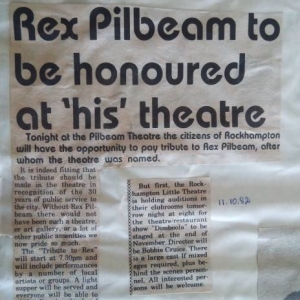 Rex Pilbeam to
be honoured
at 'his' theatre
Tonight at the Pilbeam Theatre the citizens of Rockhampton
will have the opportunity to pay tribute to Rex Pilbeam, after
whom the theatre was named.
It is indeed fitting that
the tribute should be
made in the theatre in
recognition of the 30
years of public service to
the city. Without Rex Pil-
beam there would not
have been such a theatre,
or art gallery, or a lot of
other public amenities we
now pride so much.
The "Tribute to Rex"
will start at 7.30pm and
will include performances
by a number of local
artists or groups. A light
supper will be served and
everyone will be able to
But first, the Rock-
hampton Little Theatre
is holding auditions in
their clubrooms tomor-
row night at eight for
the theatre/restaurant
show "Dimboola" to be
staged at the end of
November. Director will
be Bobbie Cruize. There
is a large cast if mixed
ages required, plus be-
hind the scenes person-
nel. All interested per-
sons will be welcome.
11.10.82